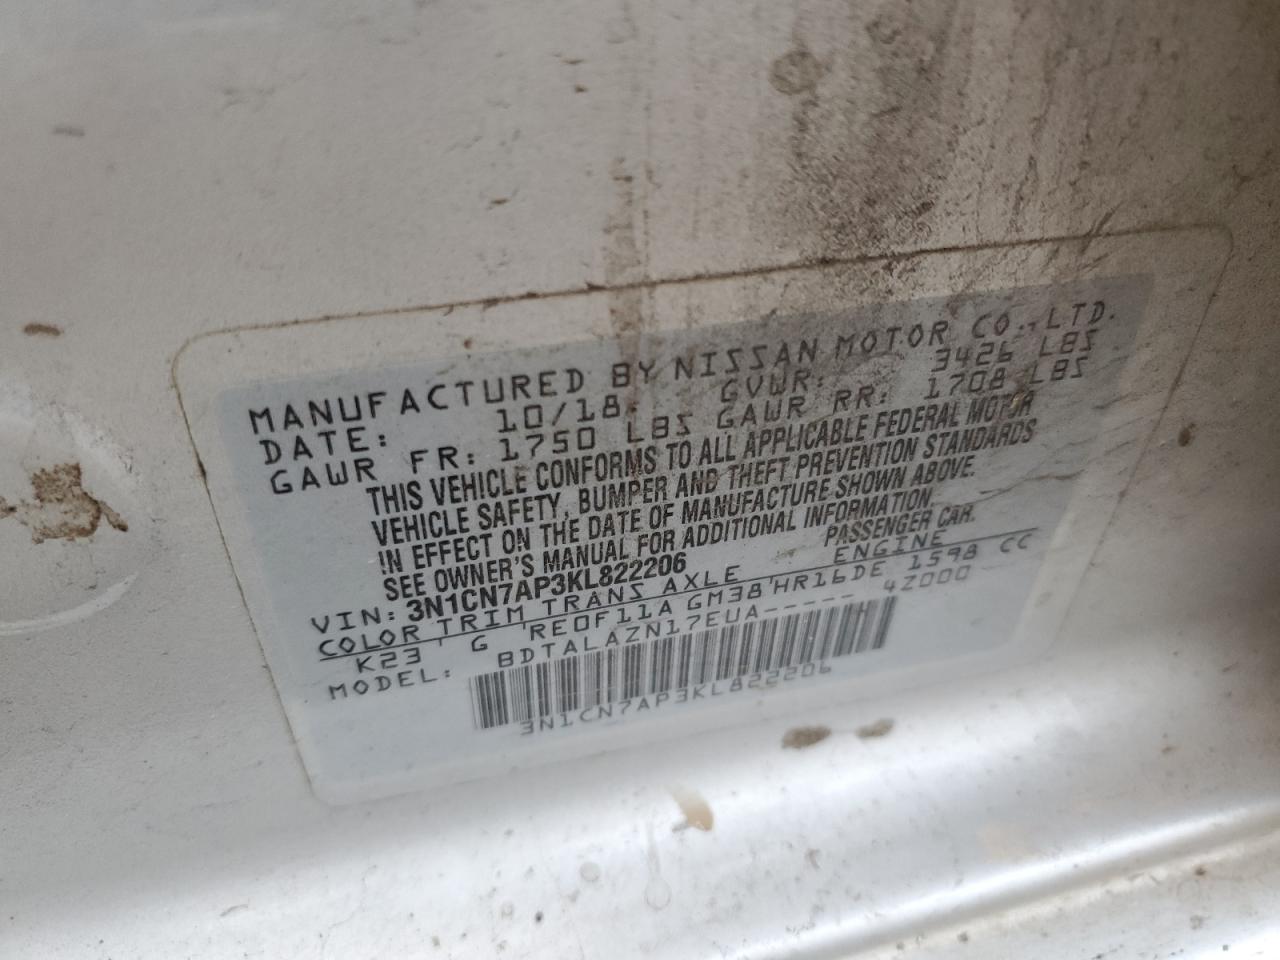 MANUFACTURED BY NISSAN MOTOR CO.,LTD.
DATE: 10/18 GVWR: 3426 LBS
GAWR FR: 1750 LBS GAWR RR: 1708 LBS
THIS VEHICLE CONFORMS TO ALL APPLICABLE FEDERAL MOTOR
VEHICLE SAFETY, BUMPER AND THEFT PREVENTION STANDARDS
IN EFFECT ON THE DATE OF MANUFACTURE SHOWN ABOVE.
SEE OWNER'S MANUAL FOR ADDITIONAL INFORMATION.
VIN: 3N1CN7AP3KL822206 PASSENGER CAR.
COLOR TRIM TRANS AXLE ENGINE
K23 G RE0F11A GM38 HR16DE 1598 CC
MODEL: BDTALAZN17EUA----- 4Z000
3N1CN7AP3KL822206